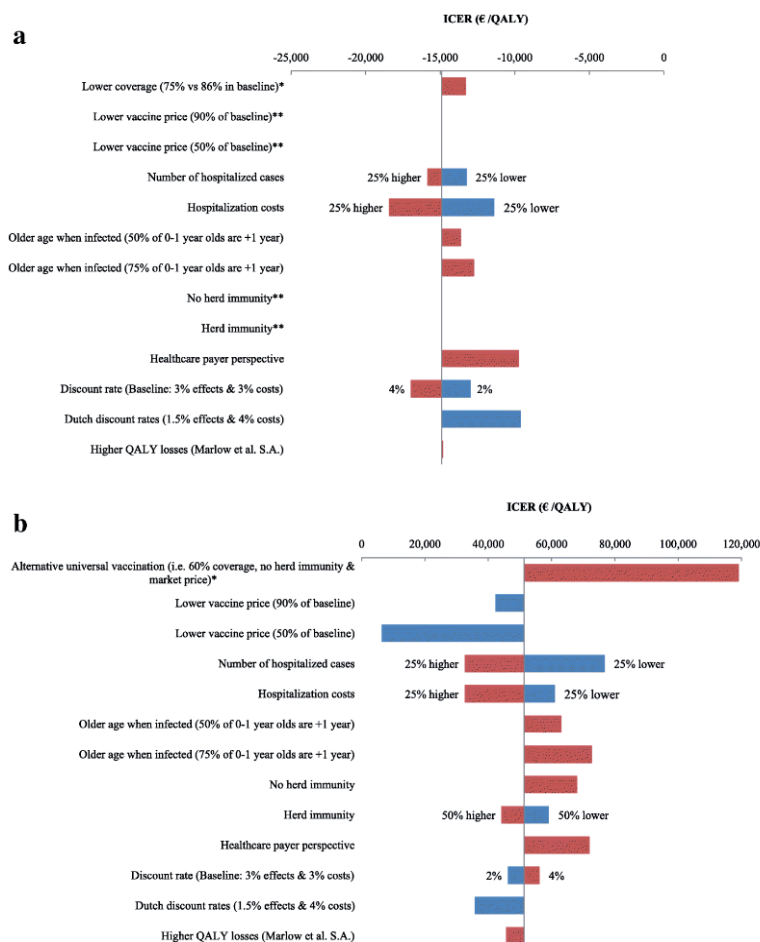 a
ICER (€ /QALY)
-25,000 -20,000 -15,000 -10,000 -5,000 0
Lower coverage (75% vs 86% in baseline)*
Lower vaccine price (90% of baseline)**
Lower vaccine price (50% of baseline)**
Number of hospitalized cases 25% higher 25% lower
Hospitalization costs 25% higher 25% lower
Older age when infected (50% of 0-1 year olds are +1 year)
Older age when infected (75% of 0-1 year olds are +1 year)
No herd immunity**
Herd immunity**
Healthcare payer perspective
Discount rate (Baseline: 3% effects & 3% costs) 4% 2%
Dutch discount rates (1.5% effects & 4% costs)
Higher QALY losses (Marlow et al. S.A.)
b
ICER (€ /QALY)
0 20,000 40,000 60,000 80,000 100,000 120,000
Alternative universal vaccination (i.e. 60% coverage, no herd immunity &
market price)*
Lower vaccine price (90% of baseline)
Lower vaccine price (50% of baseline)
Number of hospitalized cases 25% higher 25% lower
Hospitalization costs 25% higher 25% lower
Older age when infected (50% of 0-1 year olds are +1 year)
Older age when infected (75% of 0-1 year olds are +1 year)
No herd immunity
Herd immunity 50% higher 50% lower
Healthcare payer perspective
Discount rate (Baseline: 3% effects & 3% costs) 2% 4%
Dutch discount rates (1.5% effects & 4% costs)
Higher QALY losses (Marlow et al. S.A.)